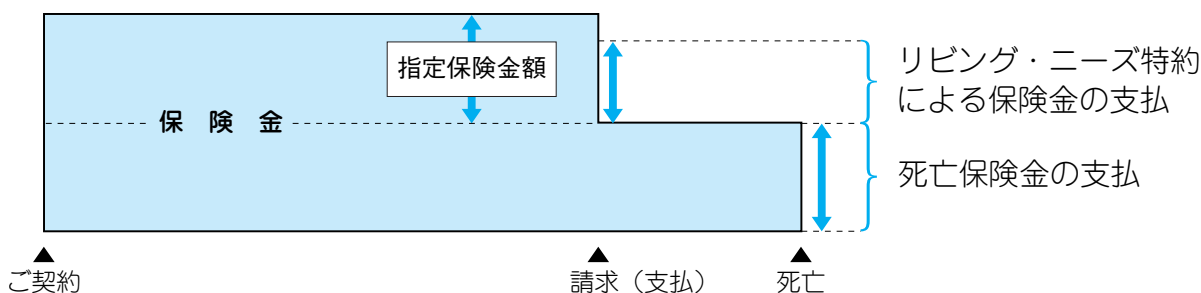 指定保険金額
保険金
リビング・ニーズ特約
による保険金の支払
死亡保険金の支払
ご契約
請求（支払）
死亡